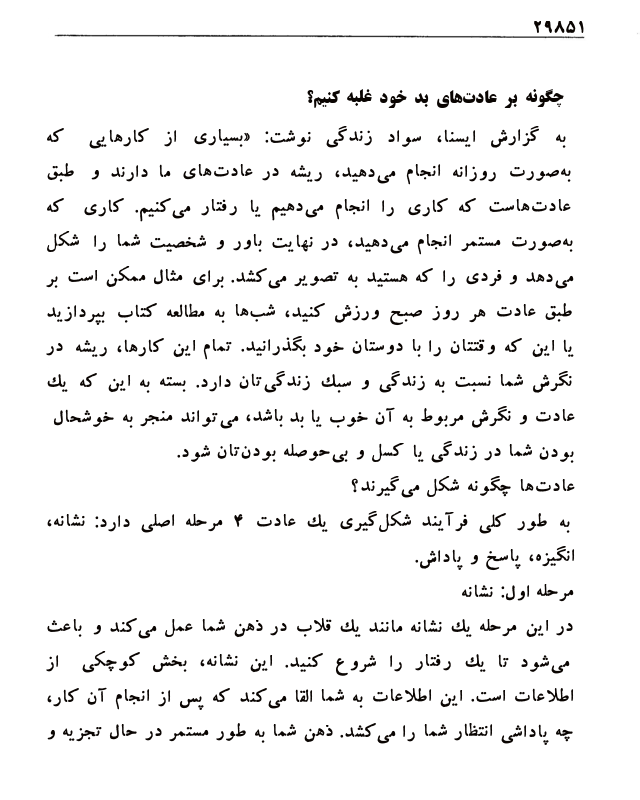 ۲۹۸۵۱
چگونه بر عادت‌های بد خود غلبه کنیم؟
به گزارش ایسنا، سواد زندگی نوشت: «بسیاری از کارهایی که
به‌صورت روزانه انجام می‌دهید، ریشه در عادت‌های ما دارند و طبق
عادت‌هاست که کاری را انجام می‌دهیم یا رفتار می‌کنیم. کاری که
به‌صورت مستمر انجام می‌دهید، در نهایت باور و شخصیت شما را شکل
می‌دهد و فردی را که هستید به تصویر می‌کشد. برای مثال ممکن است بر
طبق عادت هر روز صبح ورزش کنید، شب‌ها به مطالعه کتاب بپردازید
یا این که وقتتان را با دوستان خود بگذرانید. تمام این کارها، ریشه در
نگرش شما نسبت به زندگی و سبك زندگی‌تان دارد. بسته به این که یك
عادت و نگرش مربوط به آن خوب یا بد باشد، می‌تواند منجر به خوشحال
بودن شما در زندگی یا کسل و بی‌حوصله بودن‌تان شود.
عادت‌ها چگونه شکل می‌گیرند؟
به طور کلی فرآیند شکل‌گیری یك عادت ۴ مرحله اصلی دارد: نشانه،
انگیزه، پاسخ و پاداش.
مرحله اول: نشانه
در این مرحله یك نشانه مانند یك قلاب در ذهن شما عمل می‌کند و باعث
می‌شود تا یك رفتار را شروع کنید. این نشانه، بخش کوچکی از
اطلاعات است. این اطلاعات به شما القا می‌کند که پس از انجام آن کار،
چه پاداشی انتظار شما را می‌کشد. ذهن شما به طور مستمر در حال تجزیه و